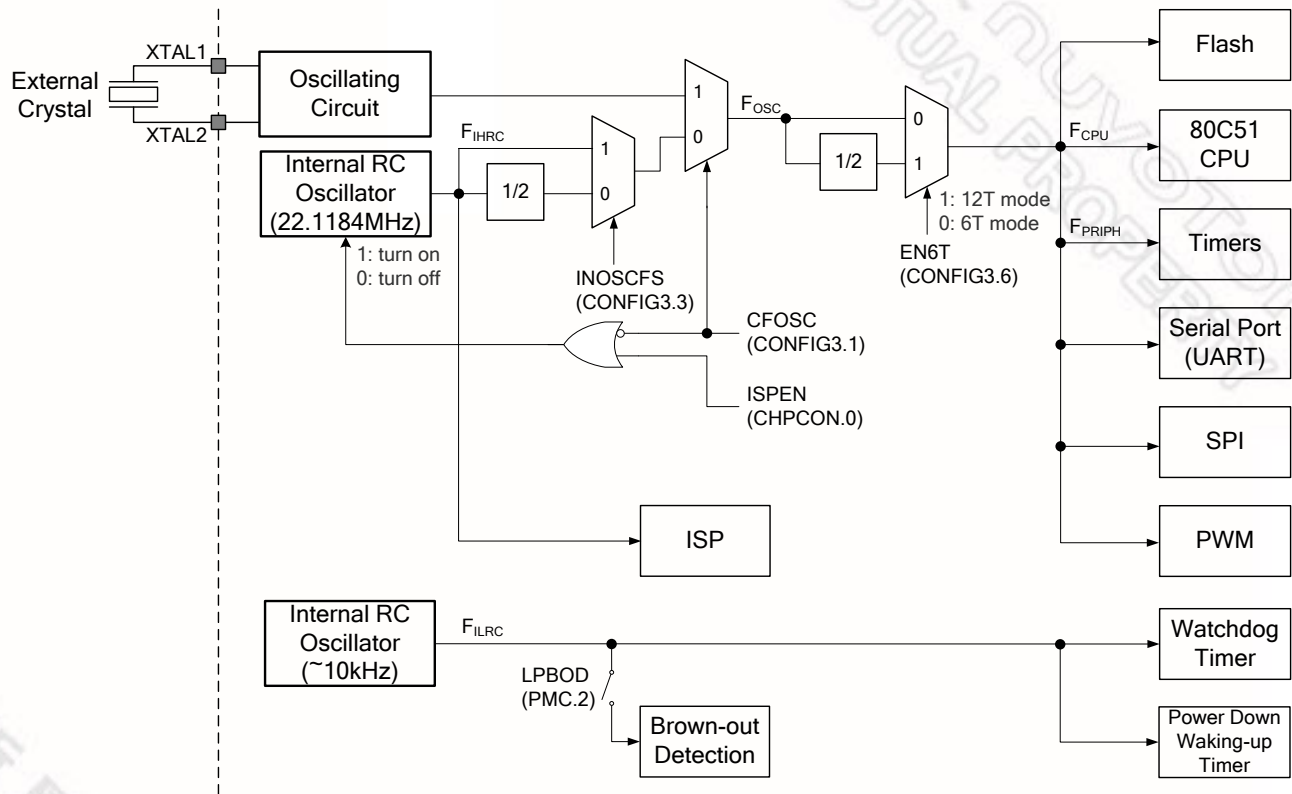 External
Crystal
XTAL1
XTAL2
Oscillating
Circuit
Internal RC
Oscillator
(22.1184MHz)
1: turn on
0: turn off
FIHRC
1/2
1
0
INOSCFS
(CONFIG3.3)
1
0
CFOSC
(CONFIG3.1)
ISPEN
(CHPCON.0)
FOSC
1/2
0
1
1: 12T mode
0: 6T mode
EN6T
(CONFIG3.6)
FCPU
FPRIPH
Flash
80C51
CPU
Timers
Serial Port
(UART)
SPI
PWM
ISP
Internal RC
Oscillator
(~10kHz)
FILRC
LPBOD
(PMC.2)
Brown-out
Detection
Watchdog
Timer
Power Down
Waking-up
Timer
NUVOTON
PROPERTY